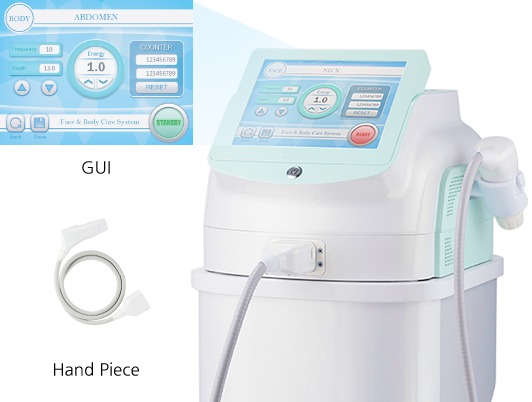 BODY
ABDOMEN
Frequency 10
Depth 13.0
Energy
1.0
COUNTER
123456789
123456789
RESET
Back
Save
Face & Body Care System
STANDBY
GUI
FACE
NECK
Energy
1.0
COUNTER
123456789
123456789
RESET
Face & Body Care System
READY
Hand Piece